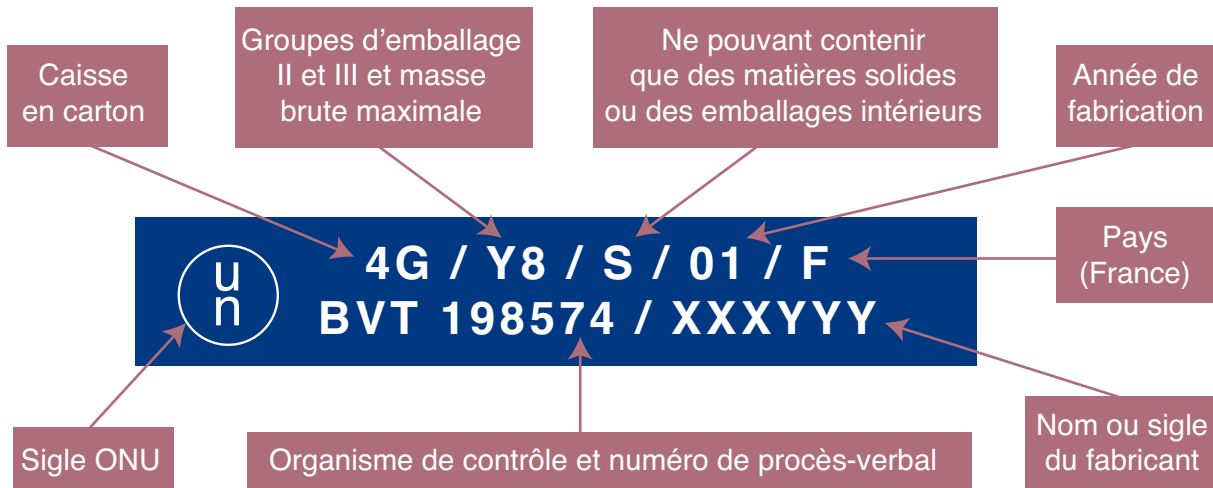 Caisse
en carton
Groupes d'emballage
II et III et masse
brute maximale
Ne pouvant contenir
que des matières solides
ou des emballages intérieurs
Année de
fabrication
Pays
(France)
un
4G / Y8 / S / 01 / F
BVT 198574 / XXXYYY
Sigle ONU
Organisme de contrôle et numéro de procès-verbal
Nom ou sigle
du fabricant